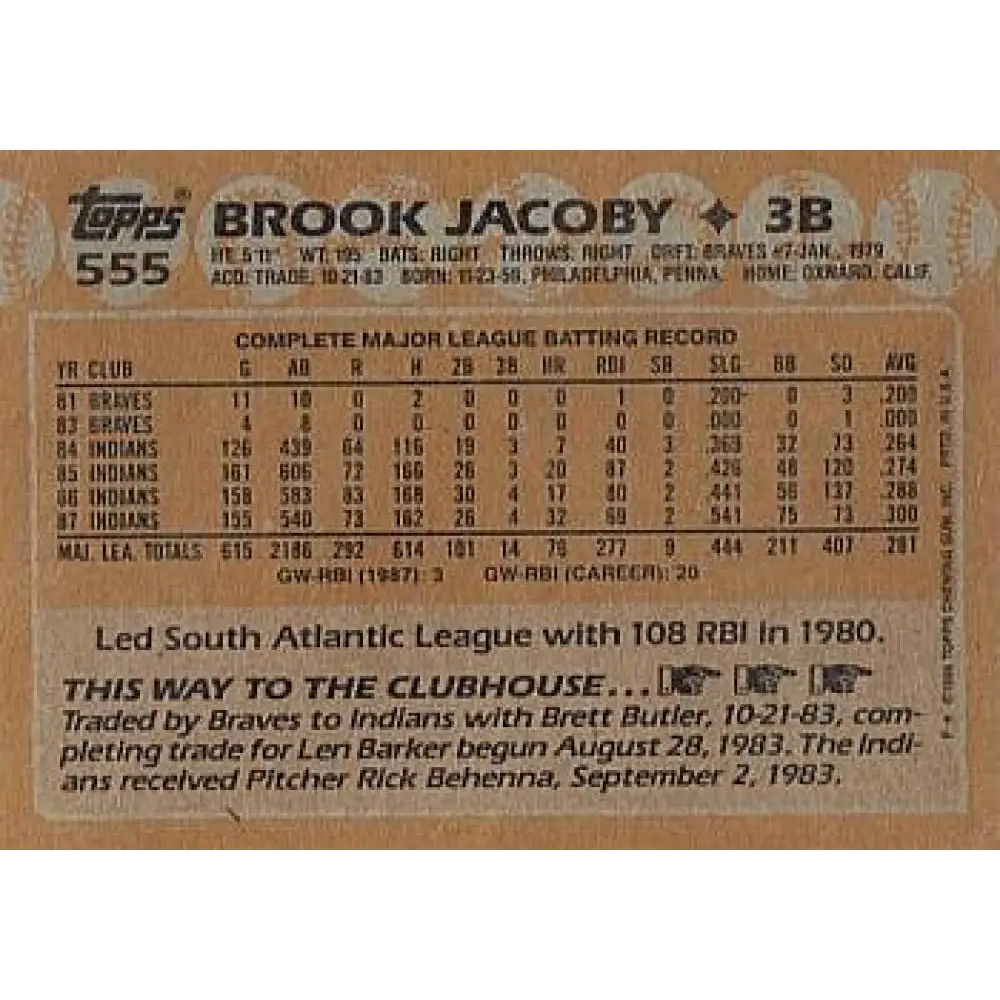 topps® BROOK JACOBY ✦ 3B
555 HT. 5'11" WT. 195 BATS: RIGHT THROWS: RIGHT DRFT: BRAVES #7-JAN., 1979
ACQ: TRADE, 10-21-83 BORN: 11-23-59, PHILADELPHIA, PENNA. HOME: OXNARD, CALIF.
COMPLETE MAJOR LEAGUE BATTING RECORD
YR CLUB G AB R H 2B 3B HR RBI SB SLG BB SO AVG
81 BRAVES 11 10 0 2 0 0 0 1 0 .200 0 3 .200
83 BRAVES 4 8 0 0 0 0 0 0 0 .000 0 1 .000
84 INDIANS 126 439 64 116 19 3 7 40 3 .369 32 73 .264
85 INDIANS 161 606 72 166 26 3 20 87 2 .426 48 120 .274
86 INDIANS 158 583 83 168 30 4 17 80 2 .441 56 137 .288
87 INDIANS 155 540 73 162 26 4 32 69 2 .541 75 73 .300
MAJ. LEA. TOTALS 615 2186 292 614 101 14 76 277 9 .444 211 407 .281
GW-RBI (1987): 3 GW-RBI (CAREER): 20
Led South Atlantic League with 108 RBI in 1980.
THIS WAY TO THE CLUBHOUSE...
Traded by Braves to Indians with Brett Butler, 10-21-83, com-
pleting trade for Len Barker begun August 28, 1983. The Indi-
ans received Pitcher Rick Behenna, September 2, 1983.
F ★ ©1988 TOPPS CHEWING GUM, INC. PRTD. IN U.S.A.